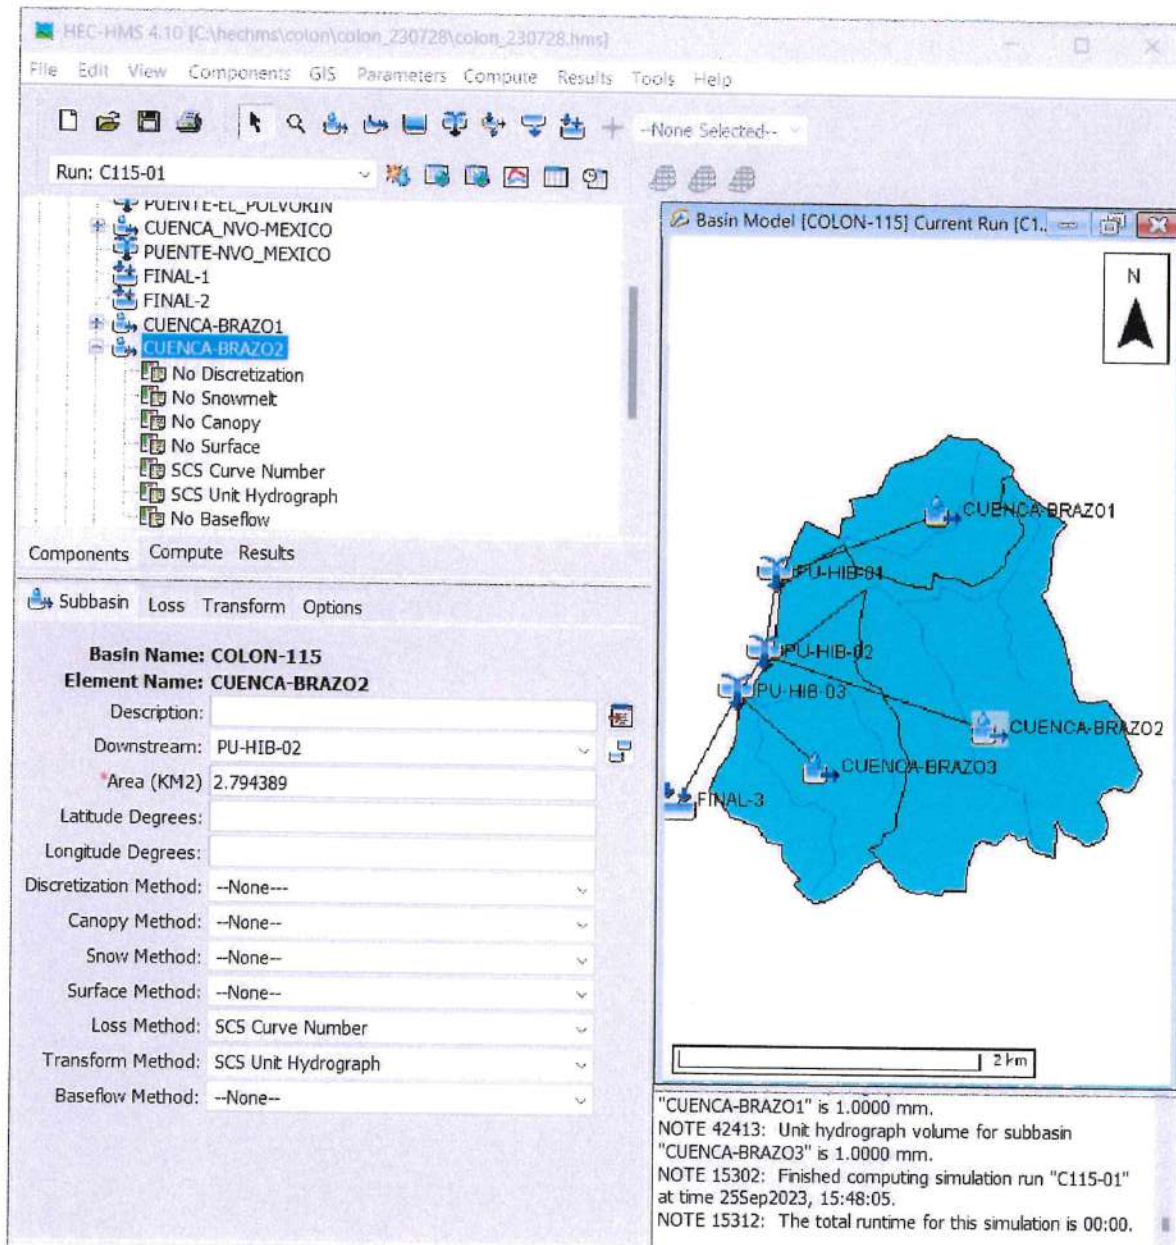 HEC-HMS 4.10 [C:\hechms\colon\colon_230728\colon_230728.hms]
File Edit View Components GIS Parameters Compute Results Tools Help
--None Selected--
Run: C115-01
PUENTE-EL_POLVORIN
CUENCA_NVO-MEXICO
PUENTE-NVO_MEXICO
FINAL-1
FINAL-2
CUENCA-BRAZO1
CUENCA-BRAZO2
No Discretization
No Snowmelt
No Canopy
No Surface
SCS Curve Number
SCS Unit Hydrograph
No Baseflow
Components Compute Results
Subbasin Loss Transform Options
Basin Name: COLON-115
Element Name: CUENCA-BRAZO2
Description:
Downstream: PU-HIB-02
*Area (KM2) 2.794389
Latitude Degrees:
Longitude Degrees:
Discretization Method: --None---
Canopy Method: --None--
Snow Method: --None--
Surface Method: --None--
Loss Method: SCS Curve Number
Transform Method: SCS Unit Hydrograph
Baseflow Method: --None--
Basin Model [COLON-115] Current Run [C1..
N
CUENCA-BRAZO1
PU-HIB-01
PU-HIB-02
PU-HIB-03
CUENCA-BRAZO2
CUENCA-BRAZO3
FINAL-3
2 km
"CUENCA-BRAZO1" is 1.0000 mm.
NOTE 42413: Unit hydrograph volume for subbasin
"CUENCA-BRAZO3" is 1.0000 mm.
NOTE 15302: Finished computing simulation run "C115-01"
at time 25Sep2023, 15:48:05.
NOTE 15312: The total runtime for this simulation is 00:00.